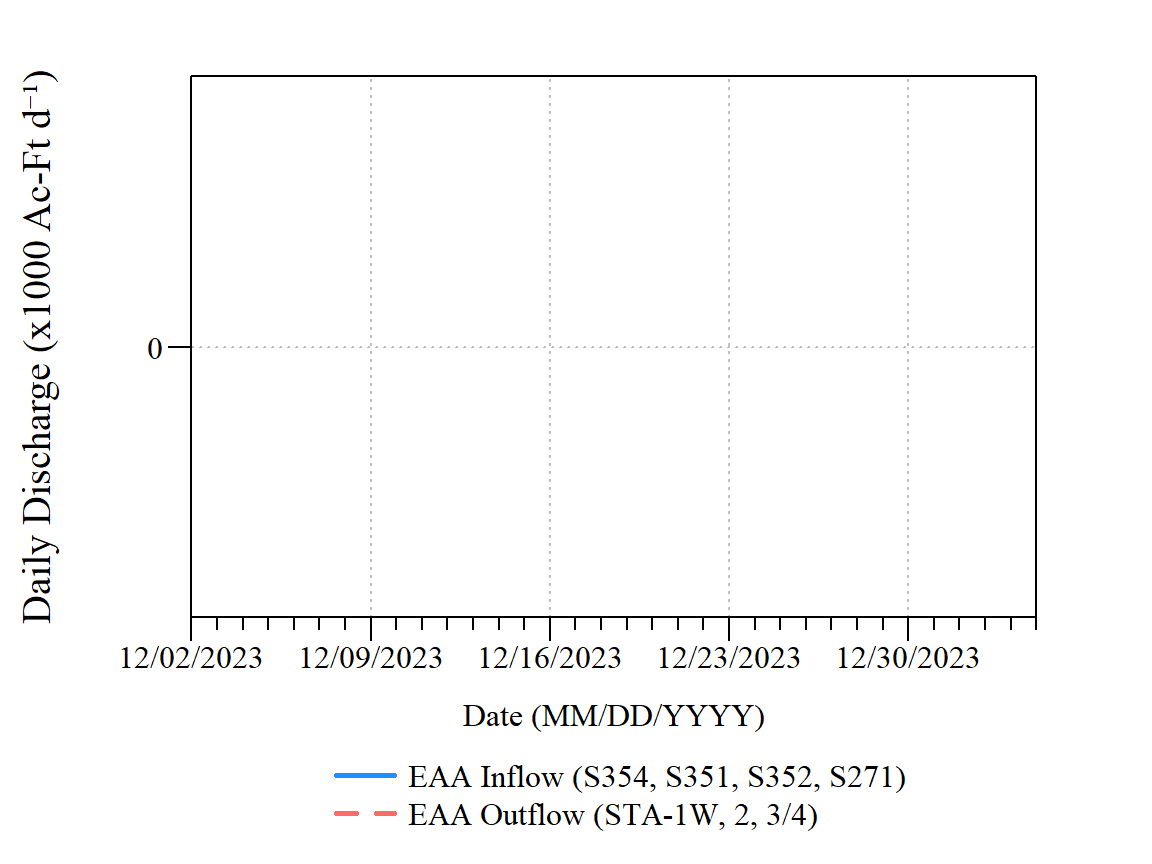 Daily Discharge (x1000 Ac-Ft d⁻¹)
0
12/02/2023 12/09/2023 12/16/2023 12/23/2023 12/30/2023
Date (MM/DD/YYYY)
EAA Inflow (S354, S351, S352, S271)
EAA Outflow (STA-1W, 2, 3/4)